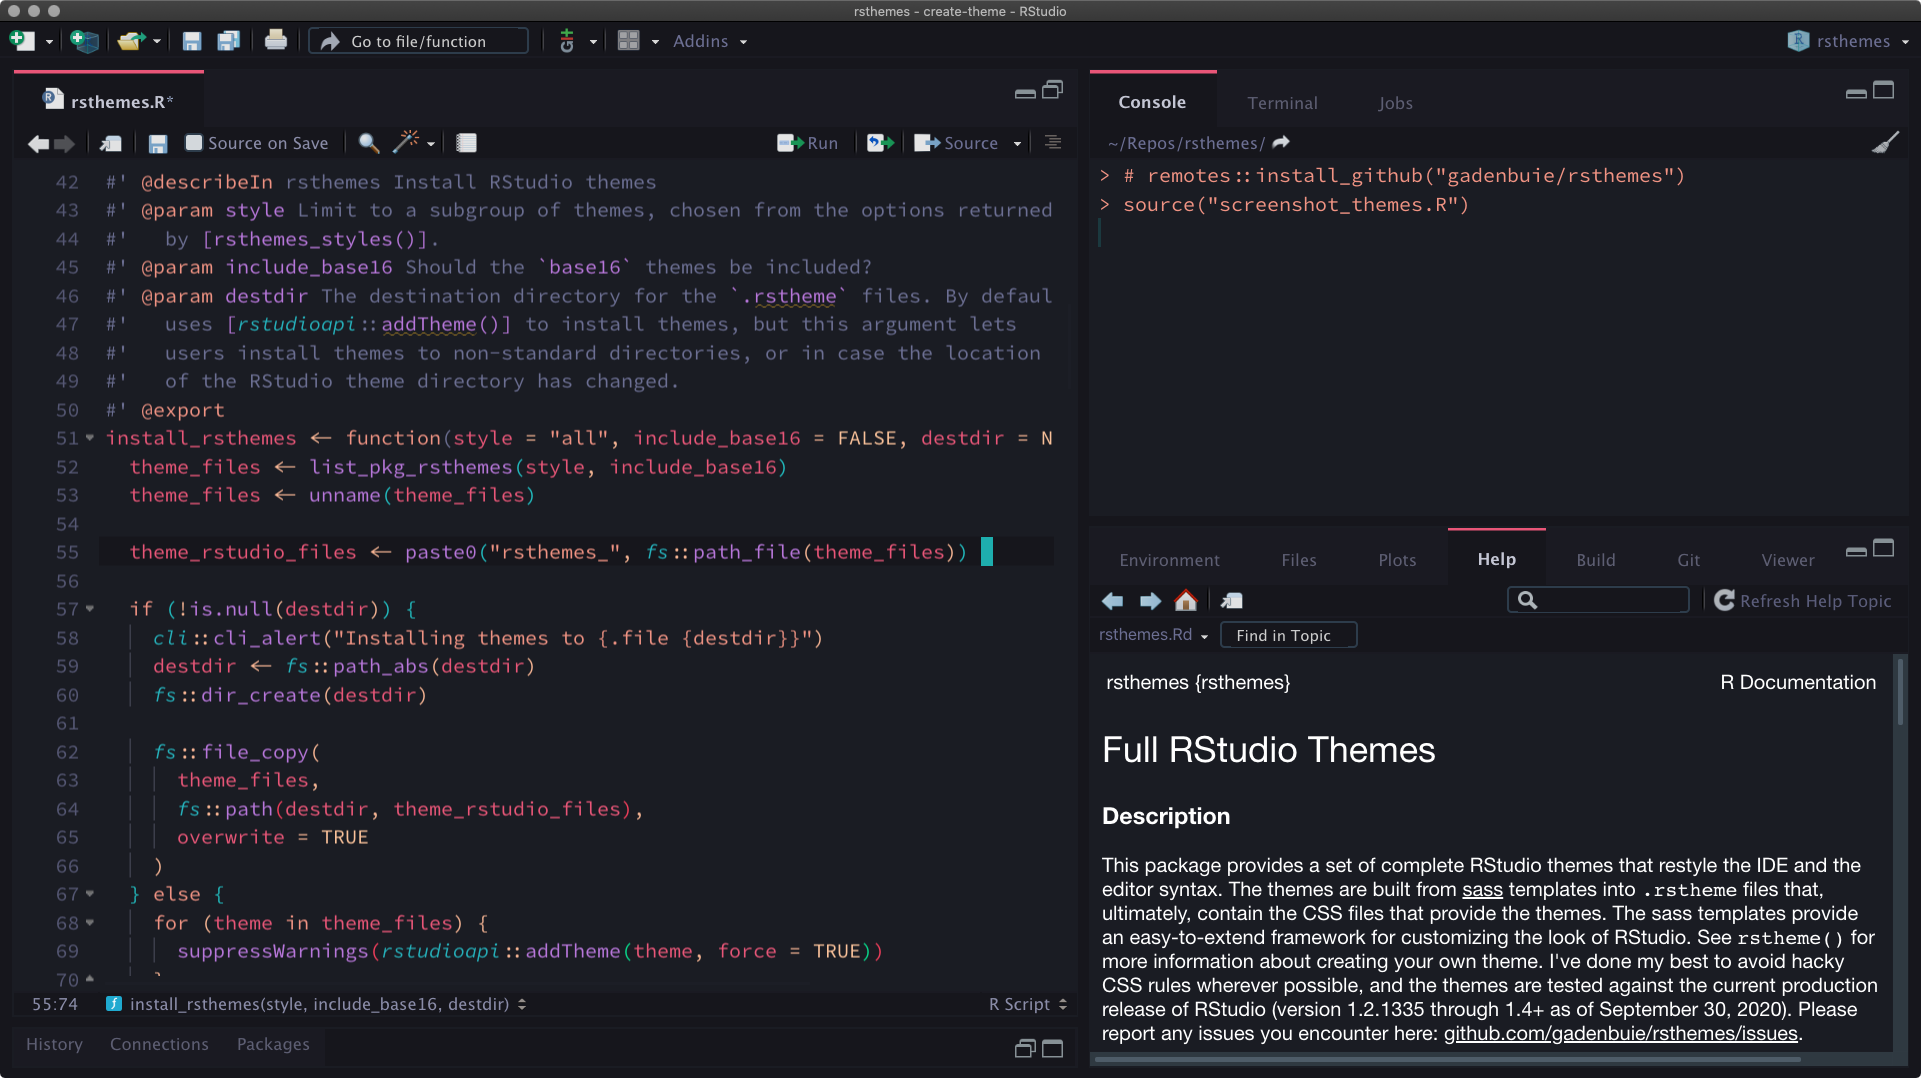 rsthemes - create-theme - RStudio
Go to file/function
Addins
rsthemes
rsthemes.R*
Source on Save
Run
Source
42 #' @describeIn rsthemes Install RStudio themes
43 #' @param style Limit to a subgroup of themes, chosen from the options returned
44 #'   by [rsthemes_styles()].
45 #' @param include_base16 Should the `base16` themes be included?
46 #' @param destdir The destination directory for the `.rstheme` files. By defaul
47 #'   uses [rstudioapi::addTheme()] to install themes, but this argument lets
48 #'   users install themes to non-standard directories, or in case the location
49 #'   of the RStudio theme directory has changed.
50 #' @export
51 install_rsthemes <- function(style = "all", include_base16 = FALSE, destdir = N
52   theme_files <- list_pkg_rsthemes(style, include_base16)
53   theme_files <- unname(theme_files)
54
55   theme_rstudio_files <- paste0("rsthemes_", fs::path_file(theme_files))
56
57   if (!is.null(destdir)) {
58     cli::cli_alert("Installing themes to {.file {destdir}}")
59     destdir <- fs::path_abs(destdir)
60     fs::dir_create(destdir)
61
62     fs::file_copy(
63       theme_files,
64       fs::path(destdir, theme_rstudio_files),
65       overwrite = TRUE
66     )
67   } else {
68     for (theme in theme_files) {
69       suppressWarnings(rstudioapi::addTheme(theme, force = TRUE))
70
55:74 install_rsthemes(style, include_base16, destdir)
R Script
History Connections Packages
Console Terminal Jobs
~/Repos/rsthemes/
> # remotes::install_github("gadenbuie/rsthemes")
> source("screenshot_themes.R")
Environment Files Plots Help Build Git Viewer
Refresh Help Topic
rsthemes.Rd Find in Topic
rsthemes {rsthemes} R Documentation
Full RStudio Themes
Description
This package provides a set of complete RStudio themes that restyle the IDE and the
editor syntax. The themes are built from sass templates into .rstheme files that,
ultimately, contain the CSS files that provide the themes. The sass templates provide
an easy-to-extend framework for customizing the look of RStudio. See rstheme() for
more information about creating your own theme. I've done my best to avoid hacky
CSS rules wherever possible, and the themes are tested against the current production
release of RStudio (version 1.2.1335 through 1.4+ as of September 30, 2020). Please
report any issues you encounter here: github.com/gadenbuie/rsthemes/issues.